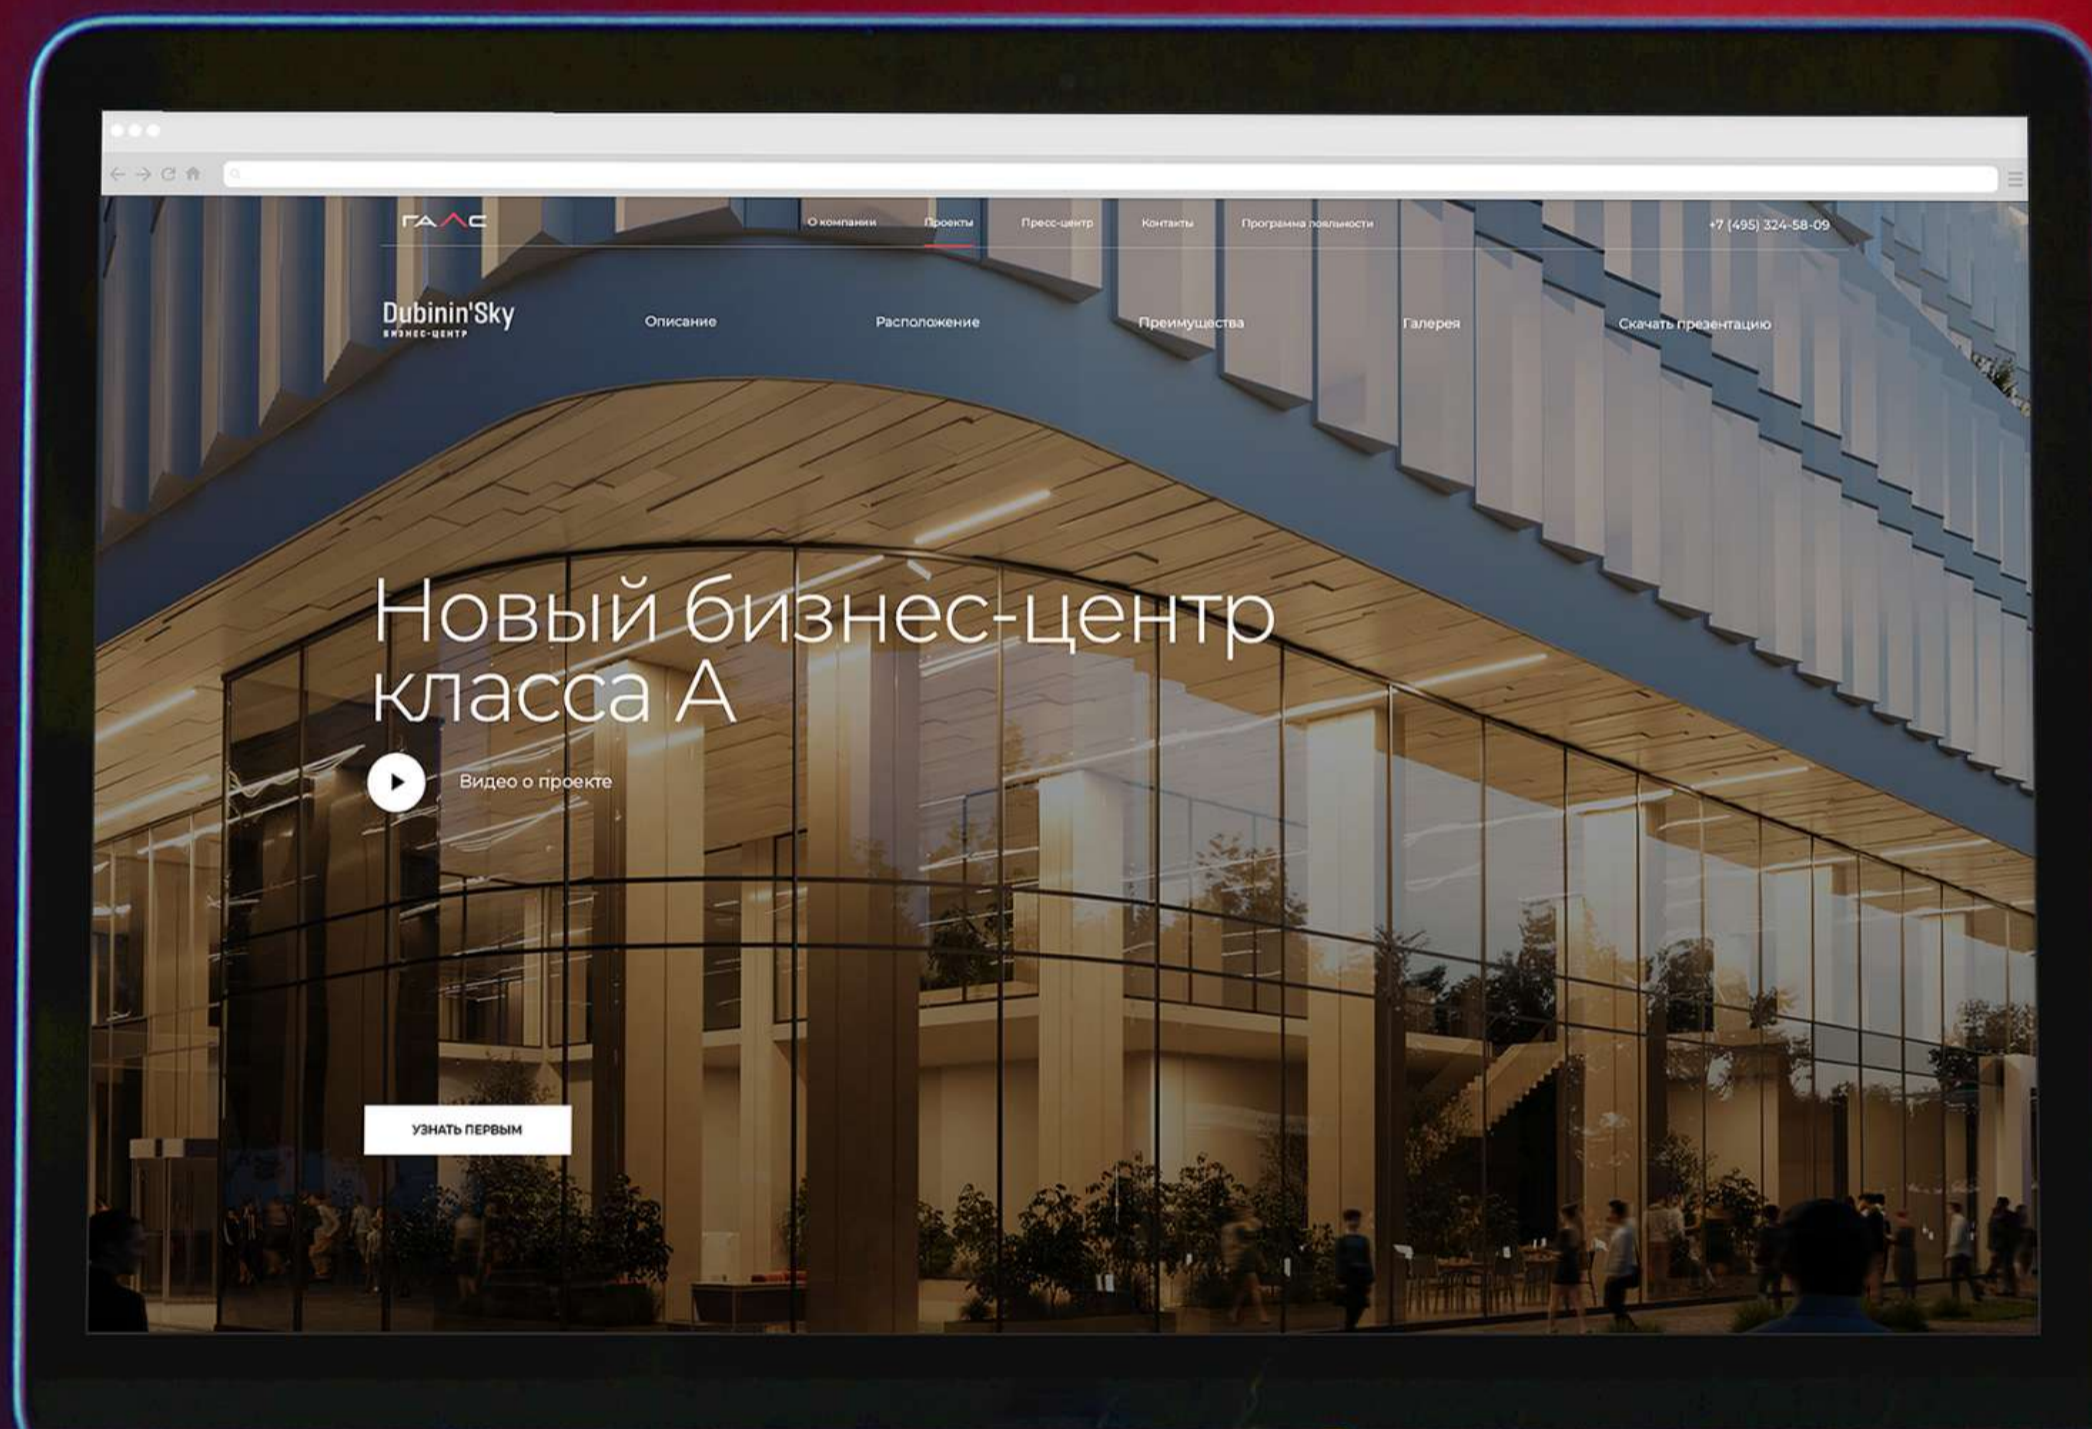 ГАЛС
О компании
Проекты
Пресс-центр
Контакты
Программа лояльности
+7 (495) 324-58-09
Dubinin'Sky
БИЗНЕС-ЦЕНТР
Описание
Расположение
Преимущества
Галерея
Скачать презентацию
Новый бизнес-центр
класса А
Видео о проекте
УЗНАТЬ ПЕРВЫМ